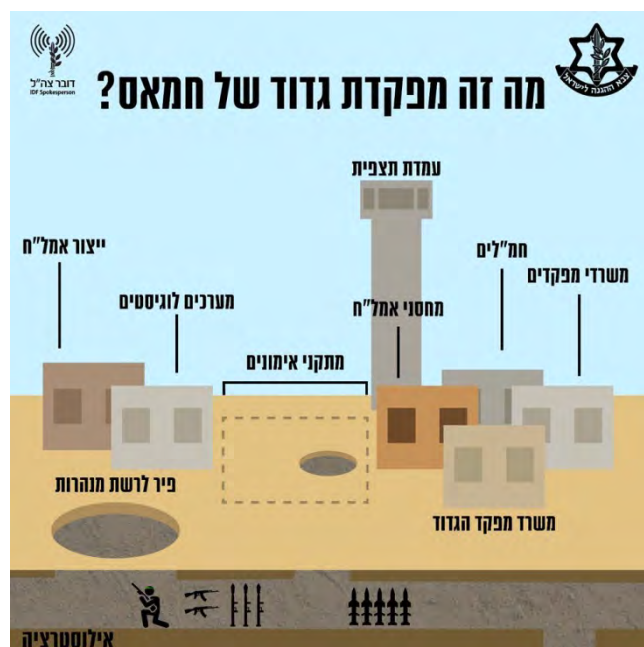 דובר צה"ל
IDF Spokesperson
צבא ההגנה לישראל
מה זה מפקדת גדוד של חמאס?
עמדת תצפית
ייצור אמל"ח
חמ"לים
משרדי מפקדים
מערכים לוגיסטים
מחסני אמל"ח
מתקני אימונים
פיר לרשת מנהרות
משרד מפקד הגדוד
אילוסטרציה